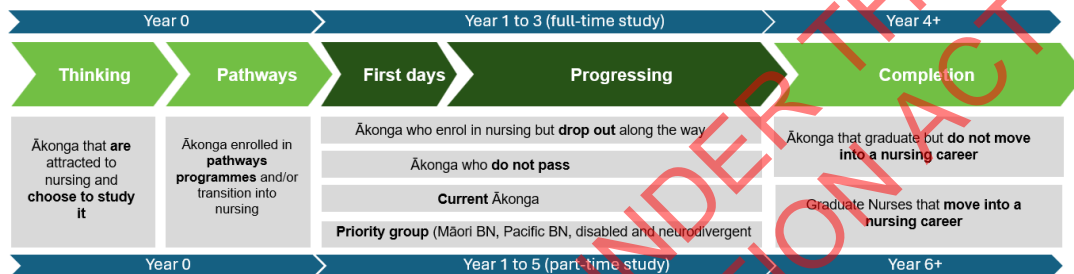 Year 0
Year 1 to 3 (full-time study)
Year 4+
Thinking
Pathways
First days
Progressing
Completion
Ākonga that are
attracted to
nursing and
choose to study
it
Ākonga enrolled in
pathways
programmes and/or
transition into
nursing
Ākonga who enrol in nursing but drop out along the way
Ākonga who do not pass
Current Ākonga
Priority group (Māori BN, Pacific BN, disabled and neurodivergent
Ākonga that graduate but do not move
into a nursing career
Graduate Nurses that move into a
nursing career
Year 0
Year 1 to 5 (part-time study)
Year 6+